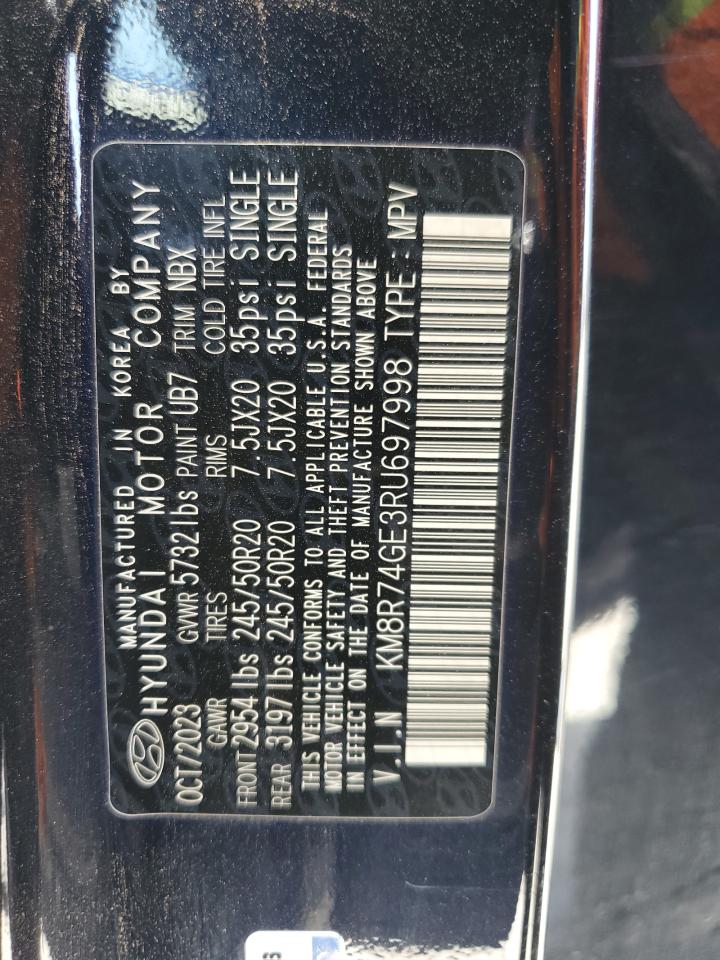 MANUFACTURED IN KOREA BY
HYUNDAI MOTOR COMPANY
OCT/2023 GVWR 5732 lbs PAINT UB7 TRIM NBX
GAWR TIRES RIMS COLD TIRE INFL
FRONT 2954 lbs 245/50R20 7.5JX20 35psi SINGLE
REAR 3197 lbs 245/50R20 7.5JX20 35psi SINGLE
THIS VEHICLE CONFORMS TO ALL APPLICABLE U.S.A. FEDERAL
MOTOR VEHICLE SAFETY AND THEFT PREVENTION STANDARDS
IN EFFECT ON THE DATE OF MANUFACTURE SHOWN ABOVE
V.I.N KM8R74GE3RU697998 TYPE : MPV